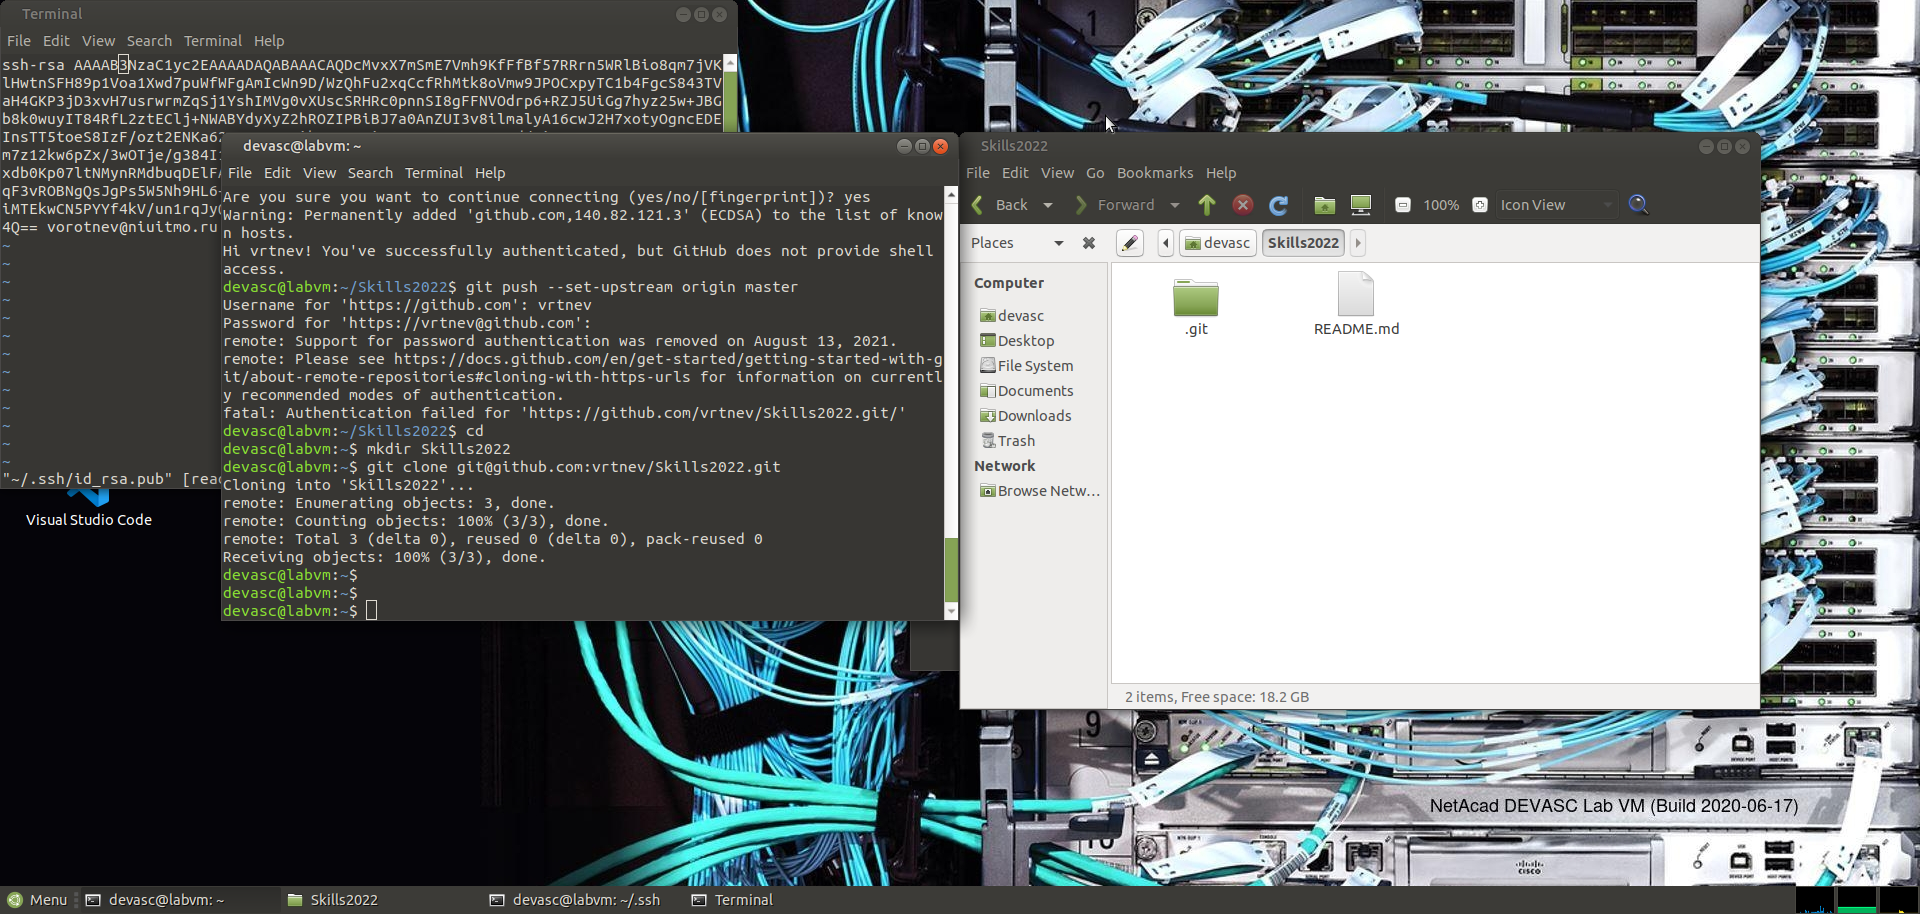 Terminal
File Edit View Search Terminal Help
ssh-rsa AAAAB3NzaC1yc2EAAAADAQABAAACAQDcMvxX7mSmE7Vmh9KfFfBf57RRrn5WRlBlo8qm7jVK
lHwtnSFH89p1Voa1Xwd7puWfWFgAmIcWn9D/WzQhFu2xqCcfRhMtk8oVmw9JPOCxpyTC1b4FgcS843TV
aH4GKP3jD3xvH7usrwrmZqSj1YshIMVg0vXUscSRHRc0pnnSI8gFFNVOdrp6+RZJ5UiGg7hyz25w+JBG
b8k0wuyIT84RfL2ztEClj+NWABYdyXyZ2hROZIPBiBJ7a0AnZUI3v8ilmalyA16cwJ2H7xotyOgncEDE
InsTT5toeS8IzF/ozt2ENKa6
m7z12kw6pZx/3wOTje/g384I
xdb0Kp07ltNMynRMdbuqDElF
qF3vROBNgQsJgPs5W5Nh9HL6
iMTEkwCN5PYYf4kV/un1rqJy
4Q== vorotnev@niuitmo.ru
~
~
~
~
~
~
~
~
~
~
~
~
~
"~/.ssh/id_rsa.pub" [read
Visual Studio Code
devasc@labvm: ~
File Edit View Search Terminal Help
Are you sure you want to continue connecting (yes/no/[fingerprint])? yes
Warning: Permanently added 'github.com,140.82.121.3' (ECDSA) to the list of know
n hosts.
Hi vrtnev! You've successfully authenticated, but GitHub does not provide shell
access.
devasc@labvm:~/Skills2022$ git push --set-upstream origin master
Username for 'https://github.com': vrtnev
Password for 'https://vrtnev@github.com':
remote: Support for password authentication was removed on August 13, 2021.
remote: Please see https://docs.github.com/en/get-started/getting-started-with-g
it/about-remote-repositories#cloning-with-https-urls for information on currentl
y recommended modes of authentication.
fatal: Authentication failed for 'https://github.com/vrtnev/Skills2022.git/'
devasc@labvm:~/Skills2022$ cd
devasc@labvm:~$ mkdir Skills2022
devasc@labvm:~$ git clone git@github.com:vrtnev/Skills2022.git
Cloning into 'Skills2022'...
remote: Enumerating objects: 3, done.
remote: Counting objects: 100% (3/3), done.
remote: Total 3 (delta 0), reused 0 (delta 0), pack-reused 0
Receiving objects: 100% (3/3), done.
devasc@labvm:~$
devasc@labvm:~$
devasc@labvm:~$
Skills2022
File Edit View Go Bookmarks Help
Back Forward 100% Icon View
Places devasc Skills2022
Computer
devasc
Desktop
File System
Documents
Downloads
Trash
Network
Browse Netw...
.git
README.md
2 items, Free space: 18.2 GB
1
2
9
10
CISCO
NetAcad DEVASC Lab VM (Build 2020-06-17)
Menu devasc@labvm: ~ Skills2022 devasc@labvm: ~/.ssh Terminal